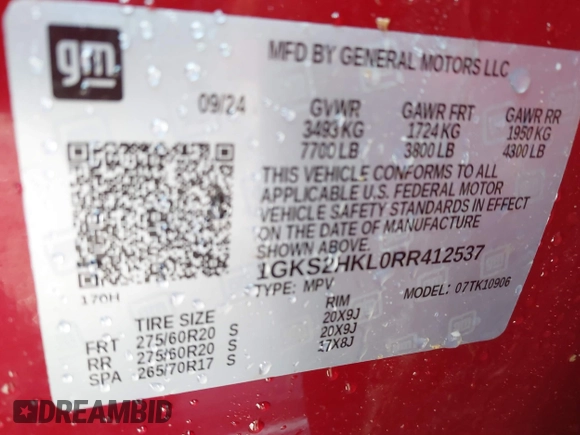 gm
MFD BY GENERAL MOTORS LLC
09/24
GVWR GAWR FRT GAWR RR
3493 KG 1724 KG 1950 KG
7700 LB 3800 LB 4300 LB
THIS VEHICLE CONFORMS TO ALL
APPLICABLE U.S. FEDERAL MOTOR
VEHICLE SAFETY STANDARDS IN EFFECT
ON THE DATE OF MANUFACTURE
SHOWN ABOVE.
1GKS2HKL0RR412537
170H
TYPE: MPV MODEL: 07TK10906
TIRE SIZE RIM
FRT 275/60R20 S 20X9J
RR 275/60R20 S 20X9J
SPA 265/70R17 S 17X8J
DREAMBID